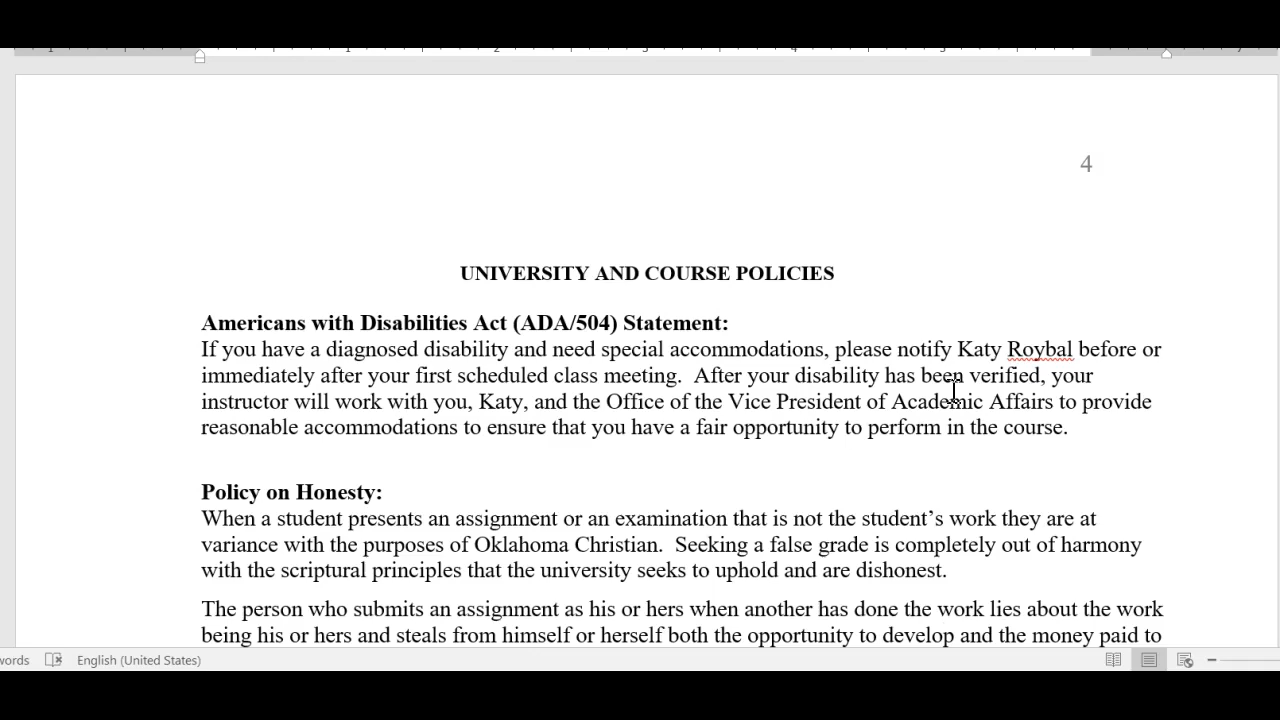 4
UNIVERSITY AND COURSE POLICIES
Americans with Disabilities Act (ADA/504) Statement:
If you have a diagnosed disability and need special accommodations, please notify Katy Roybal before or
immediately after your first scheduled class meeting.  After your disability has been verified, your
instructor will work with you, Katy, and the Office of the Vice President of Academic Affairs to provide
reasonable accommodations to ensure that you have a fair opportunity to perform in the course.
Policy on Honesty:
When a student presents an assignment or an examination that is not the student’s work they are at
variance with the purposes of Oklahoma Christian.  Seeking a false grade is completely out of harmony
with the scriptural principles that the university seeks to uphold and are dishonest.
The person who submits an assignment as his or hers when another has done the work lies about the work
being his or hers and steals from himself or herself both the opportunity to develop and the money paid to
words English (United States)